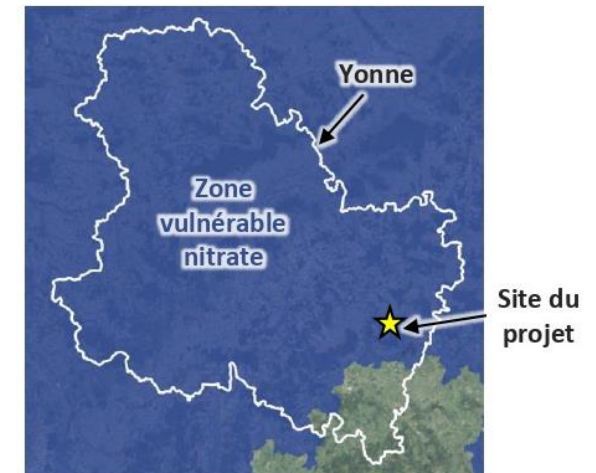 Yonne
Zone
vulnérable
nitrate
Site du
projet